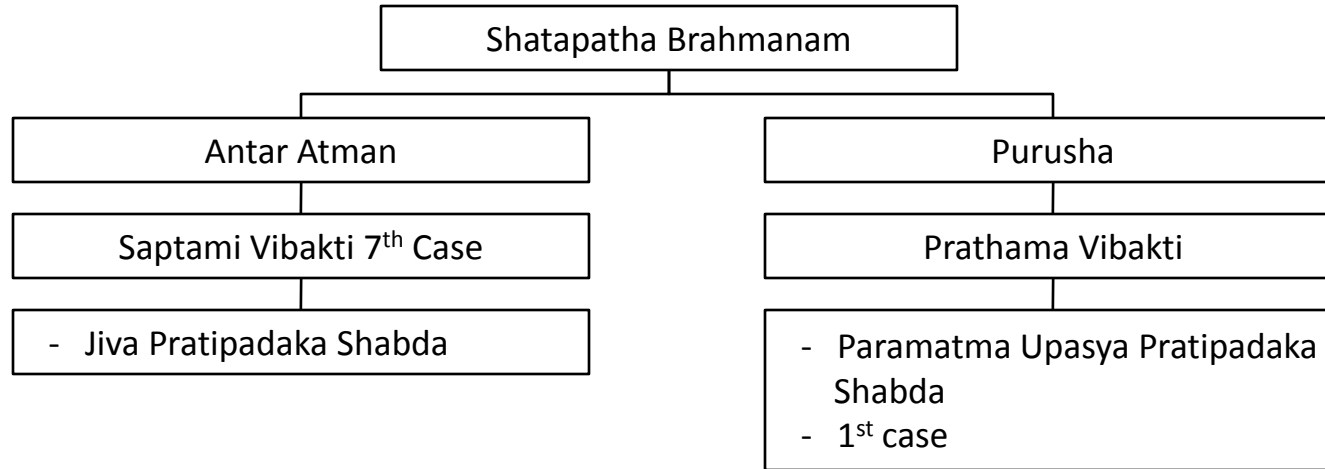 Shatapatha Brahmanam
Antar Atman
Saptami Vibakti 7th Case
- Jiva Pratipadaka Shabda
Purusha
Prathama Vibakti
- Paramatma Upasya Pratipadaka
Shabda
- 1st case